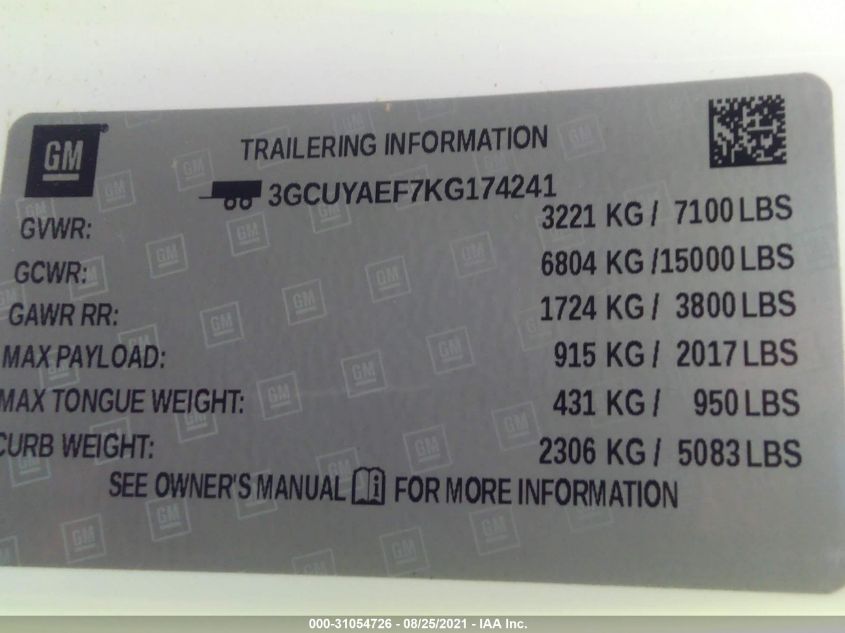 GM
TRAILERING INFORMATION
3GCUYAEF7KG174241
GVWR: 3221 KG / 7100 LBS
GCWR: 6804 KG /15000 LBS
GAWR RR: 1724 KG / 3800 LBS
MAX PAYLOAD: 915 KG / 2017 LBS
MAX TONGUE WEIGHT: 431 KG / 950 LBS
CURB WEIGHT: 2306 KG / 5083 LBS
SEE OWNER'S MANUAL FOR MORE INFORMATION
000-31054726 - 08/25/2021 - IAA Inc.